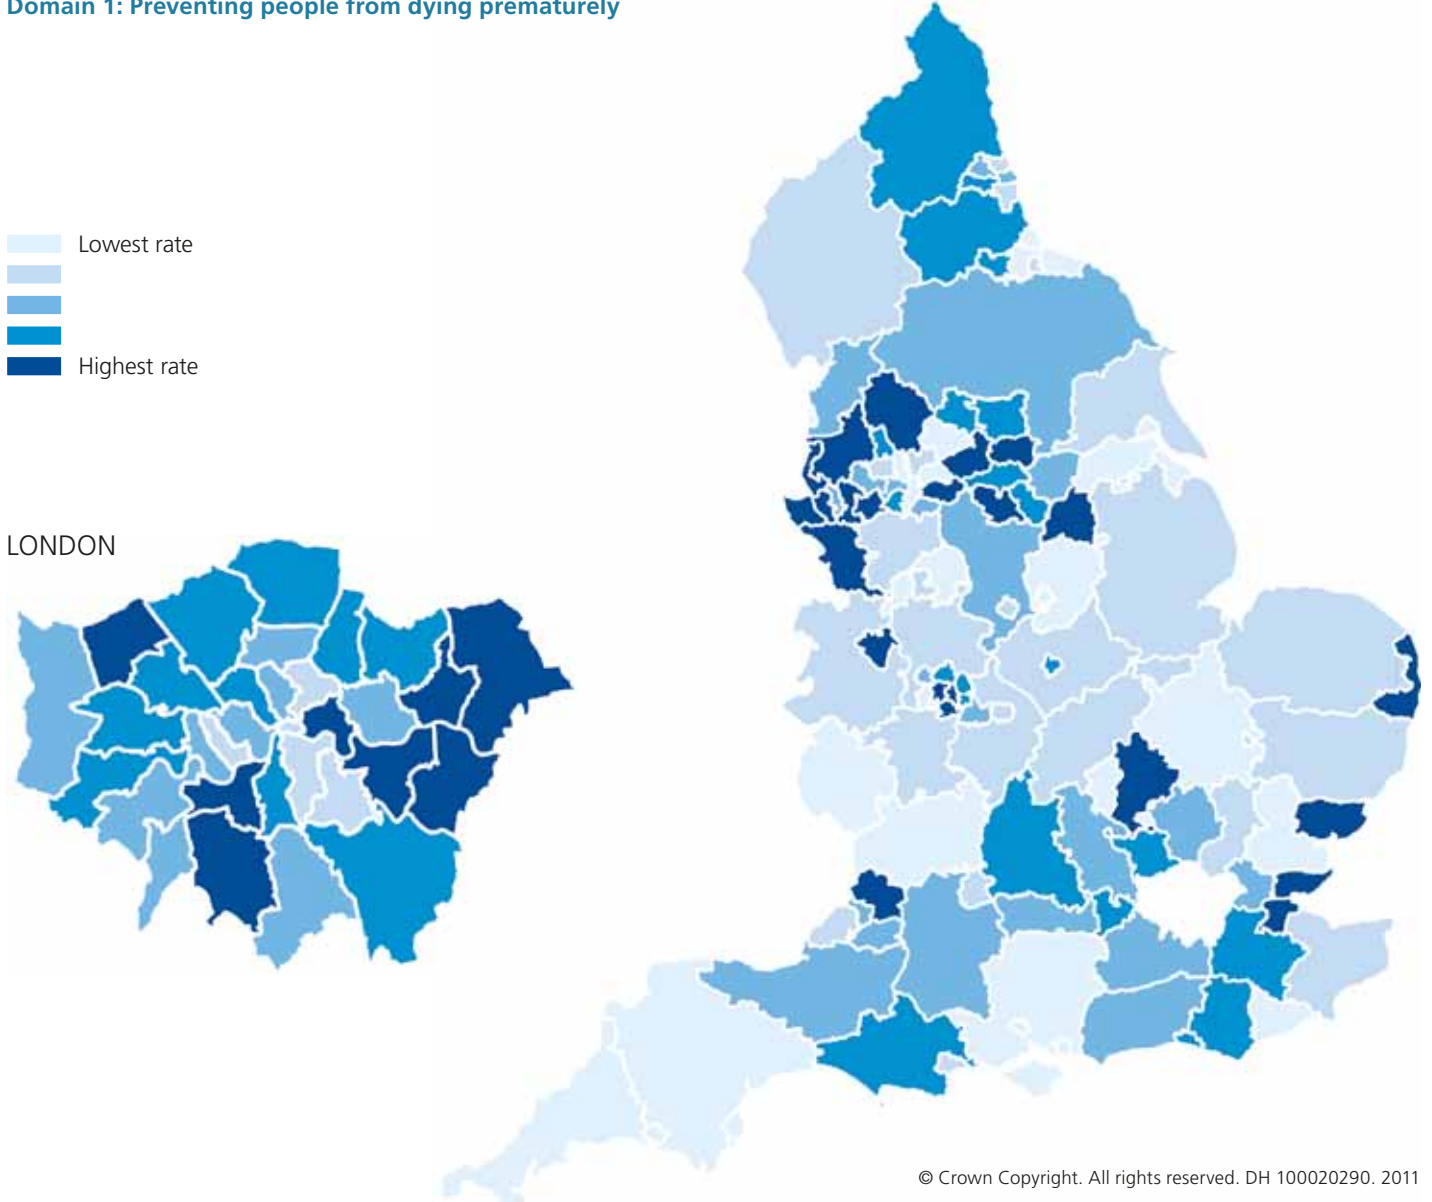 Domain 1: Preventing people from dying prematurely
Lowest rate
Highest rate
LONDON
© Crown Copyright. All rights reserved. DH 100020290. 2011